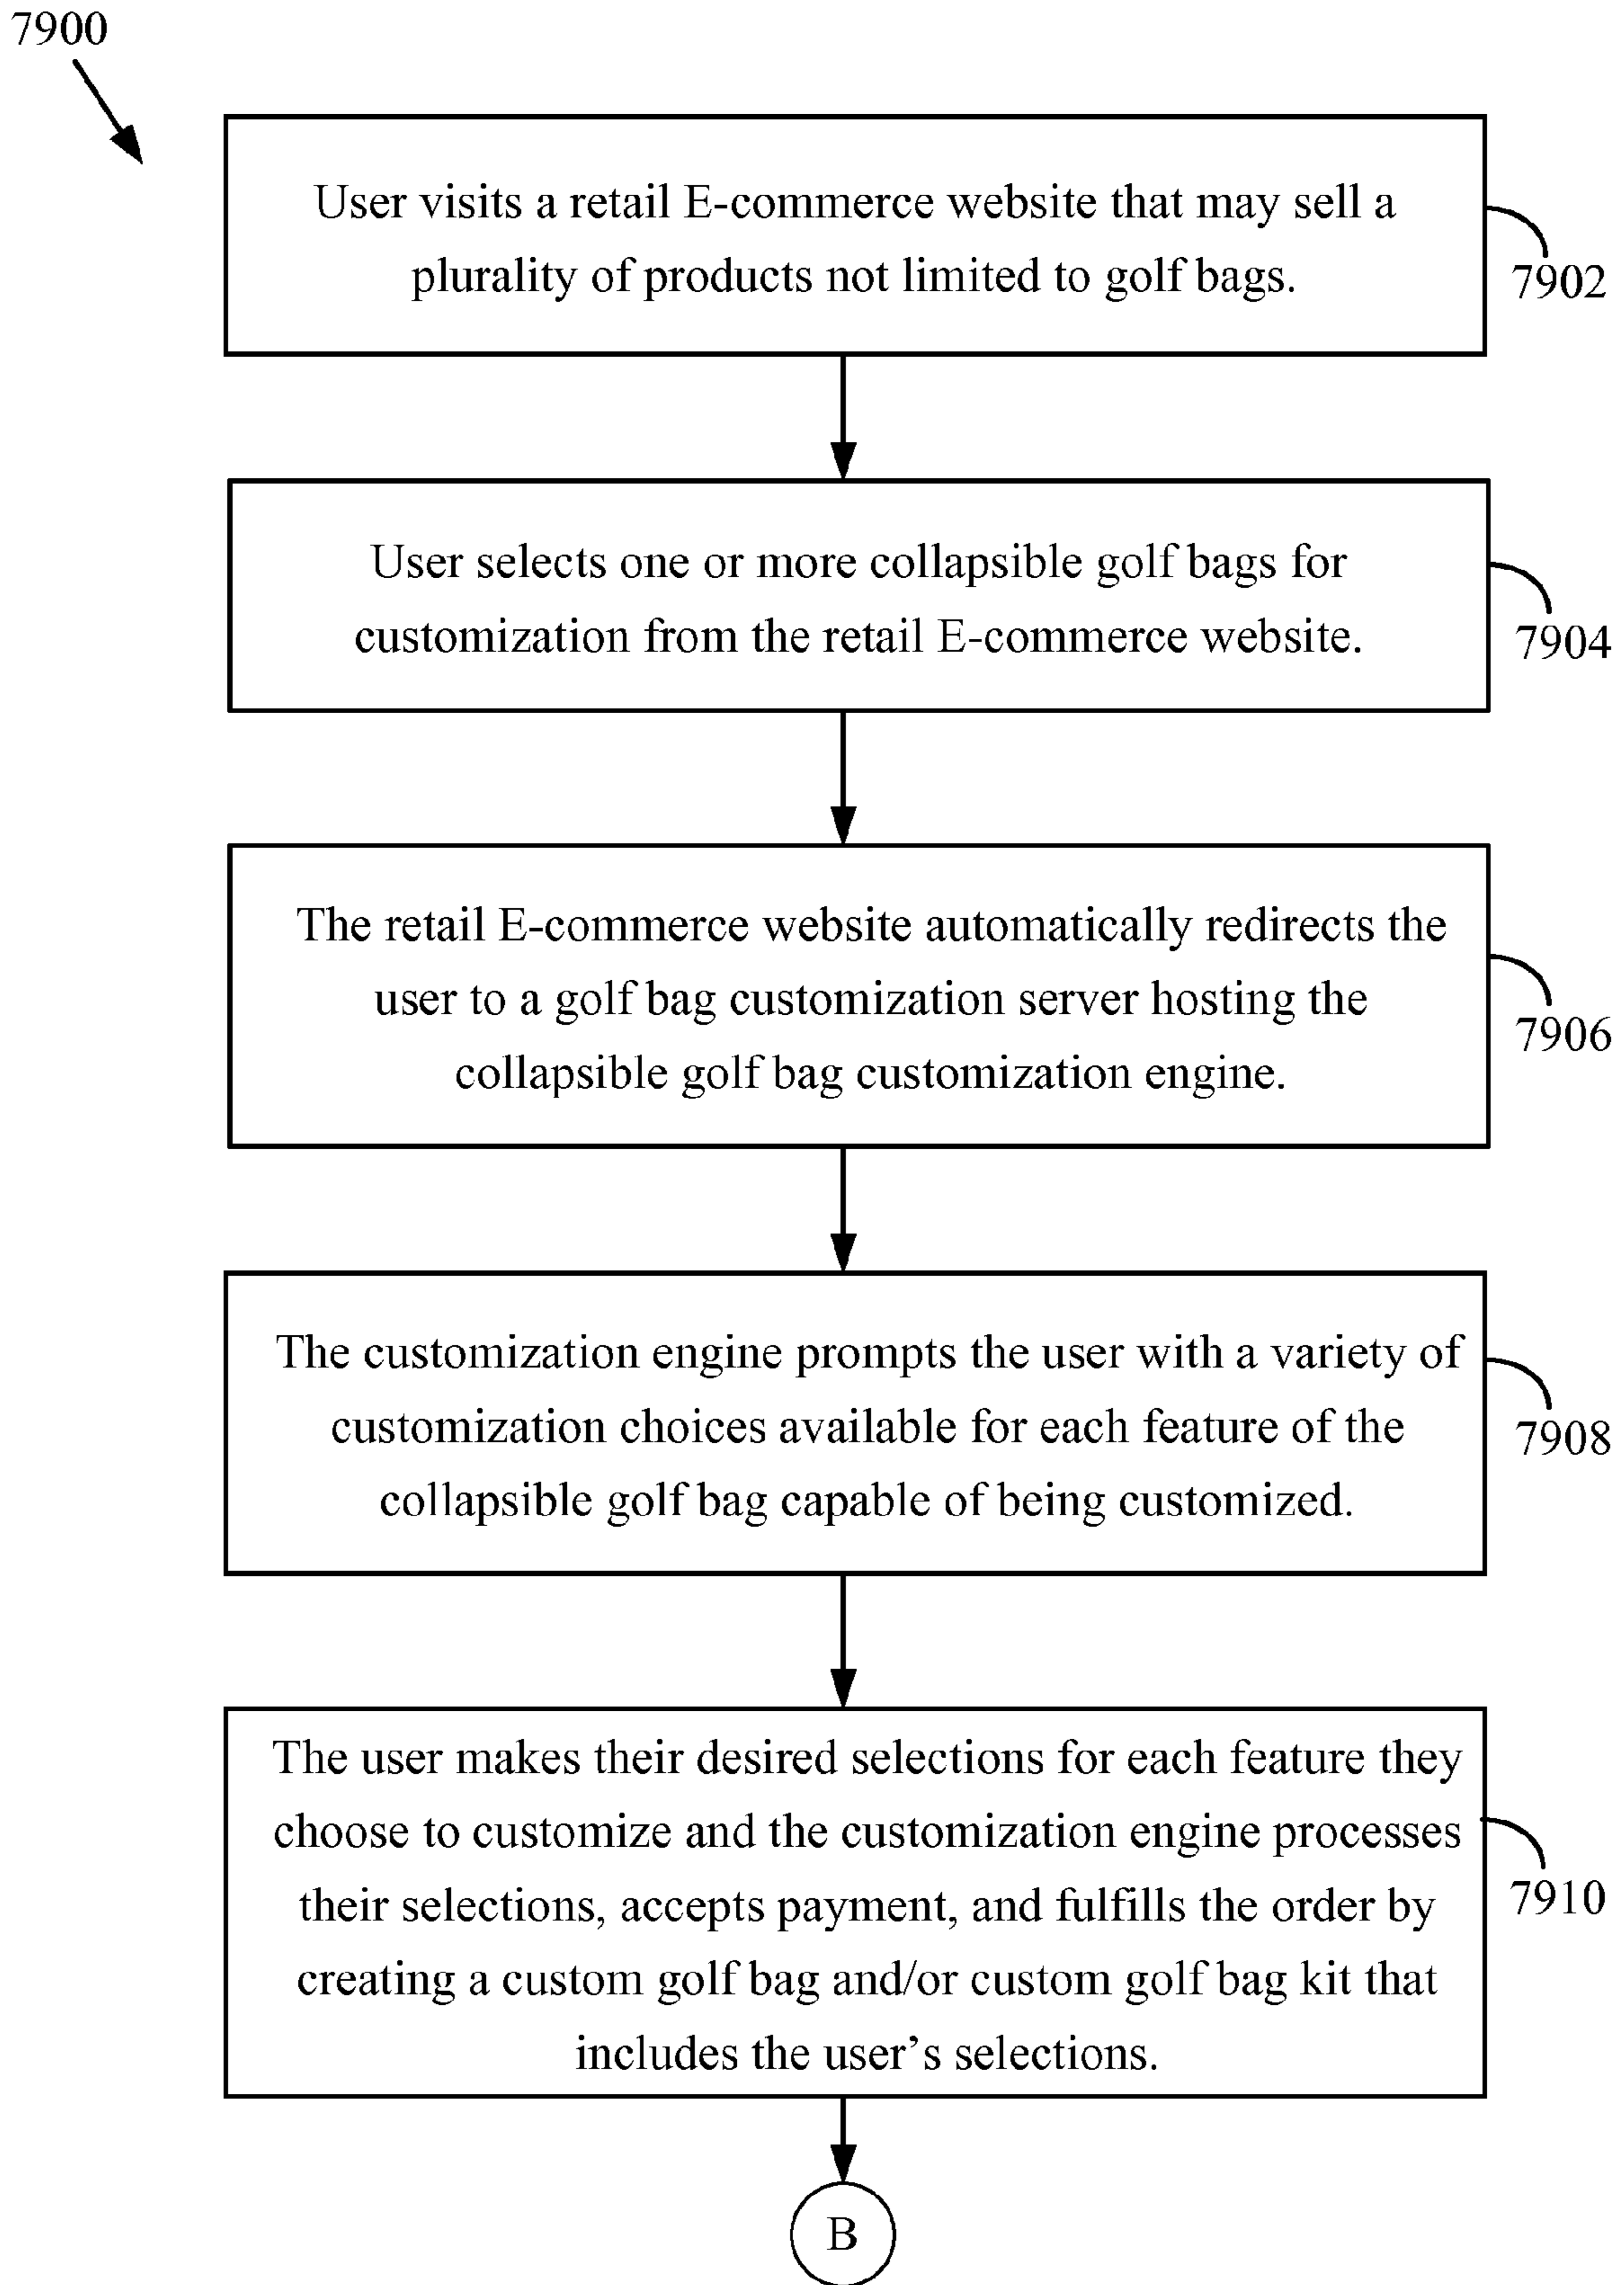 7900
User visits a retail E-commerce website that may sell a
plurality of products not limited to golf bags.
7902
User selects one or more collapsible golf bags for
customization from the retail E-commerce website.
7904
The retail E-commerce website automatically redirects the
user to a golf bag customization server hosting the
collapsible golf bag customization engine.
7906
The customization engine prompts the user with a variety of
customization choices available for each feature of the
collapsible golf bag capable of being customized.
7908
The user makes their desired selections for each feature they
choose to customize and the customization engine processes
their selections, accepts payment, and fulfills the order by
creating a custom golf bag and/or custom golf bag kit that
includes the user’s selections.
7910
B